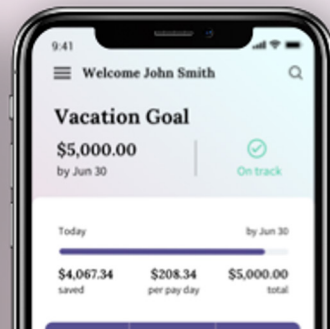 9:41
Welcome John Smith
Vacation Goal
$5,000.00
by Jun 30
On track
Today by Jun 30
$4,067.34 $208.34 $5,000.00
saved per pay day total